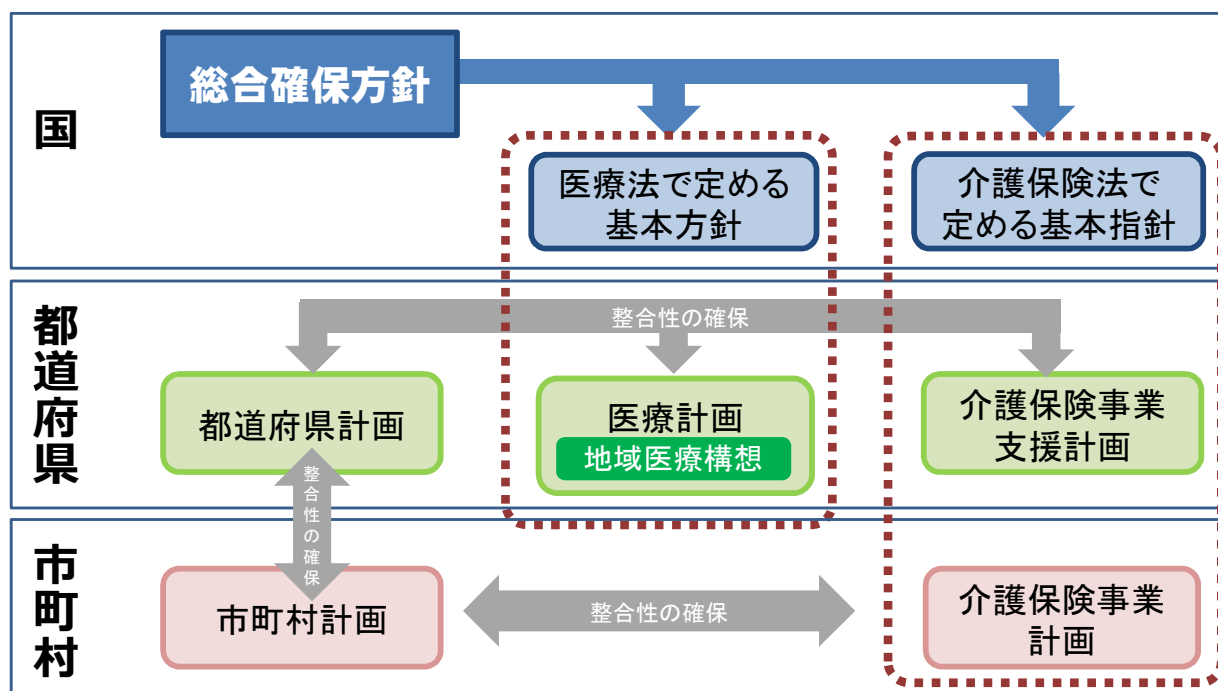 国
総合確保方針
医療法で定める
基本方針
介護保険法で
定める基本指針
都道府県
整合性の確保
都道府県計画
医療計画
地域医療構想
介護保険事業
支援計画
整合性の確保
市町村
市町村計画
整合性の確保
介護保険事業
計画